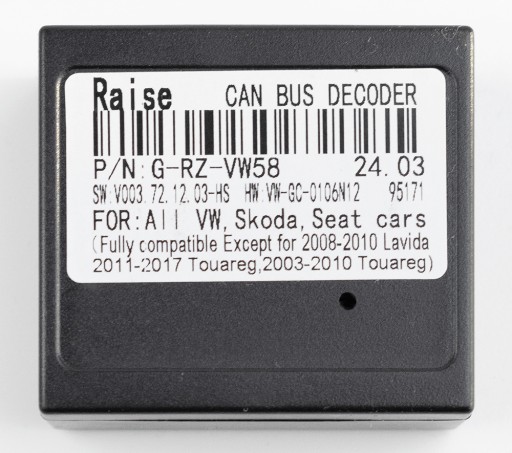 Raise CAN BUS DECODER
P/N:G-RZ-VW58 24.03
SW:V003.72.12.03-HS HW:VW-GC-0106N12 95171
FOR:All VW,Skoda,Seat cars
(Fully compatible Except for 2008-2010 Lavida
2011-2017 Touareg,2003-2010 Touareg)